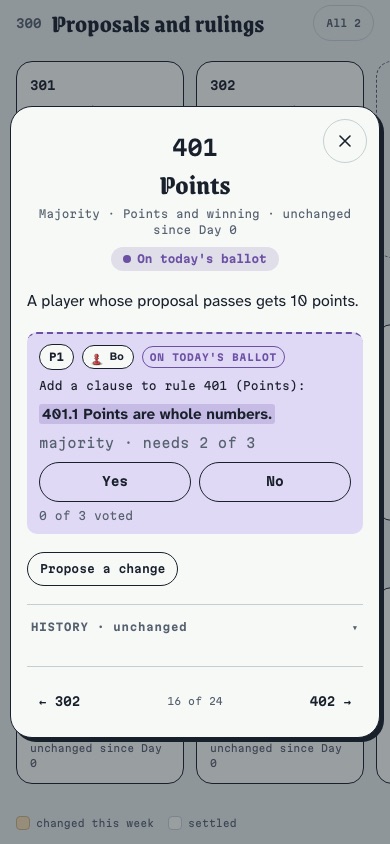 300 Proposals and rulings All 2
301 302
401
Points
Majority · Points and winning · unchanged
since Day 0
On today's ballot
A player whose proposal passes gets 10 points.
P1 Bo ON TODAY'S BALLOT
Add a clause to rule 401 (Points):
401.1 Points are whole numbers.
majority · needs 2 of 3
Yes No
0 of 3 voted
Propose a change
HISTORY · unchanged ▾
← 302 16 of 24 402 →
unchanged since Day unchanged since Day
0 0
changed this week settled